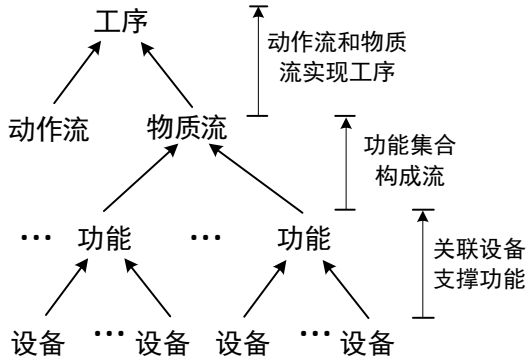 工序
动作流和物质
流实现工序
动作流 物质流
功能集合
构成流
… 功能 … 功能
关联设备
支撑功能
设备 … 设备 设备 … 设备